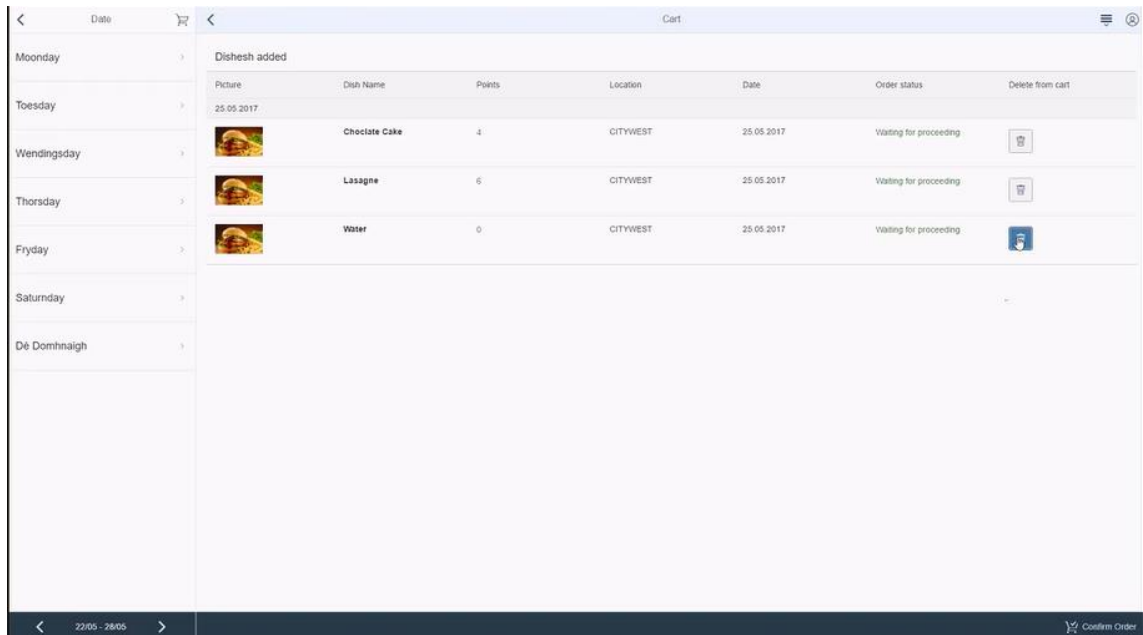 Date
Cart
Moonday
Toesday
Wendingsday
Thorsday
Fryday
Saturnday
Dé Domhnaigh
Dishesh added
Picture Dish Name Points Location Date Order status Delete from cart
25.05.2017
Choclate Cake 4 CITYWEST 25.05.2017 Waiting for proceeding
Lasagne 6 CITYWEST 25.05.2017 Waiting for proceeding
Water 0 CITYWEST 25.05.2017 Waiting for proceeding
22/05 - 28/05
Confirm Order